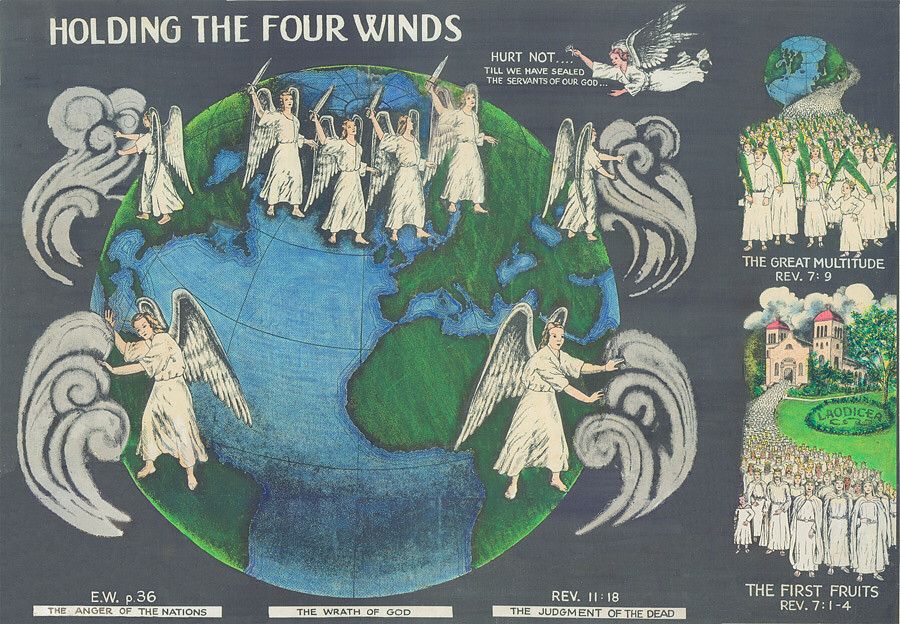 HOLDING THE FOUR WINDS
HURT NOT....
TILL WE HAVE SEALED
THE SERVANTS OF OUR GOD...
THE GREAT MULTITUDE
REV. 7:9
LAODICEA
THE FIRST FRUITS
REV. 7:1-4
E.W. p.36
THE ANGER OF THE NATIONS
THE WRATH OF GOD
REV. 11:18
THE JUDGMENT OF THE DEAD